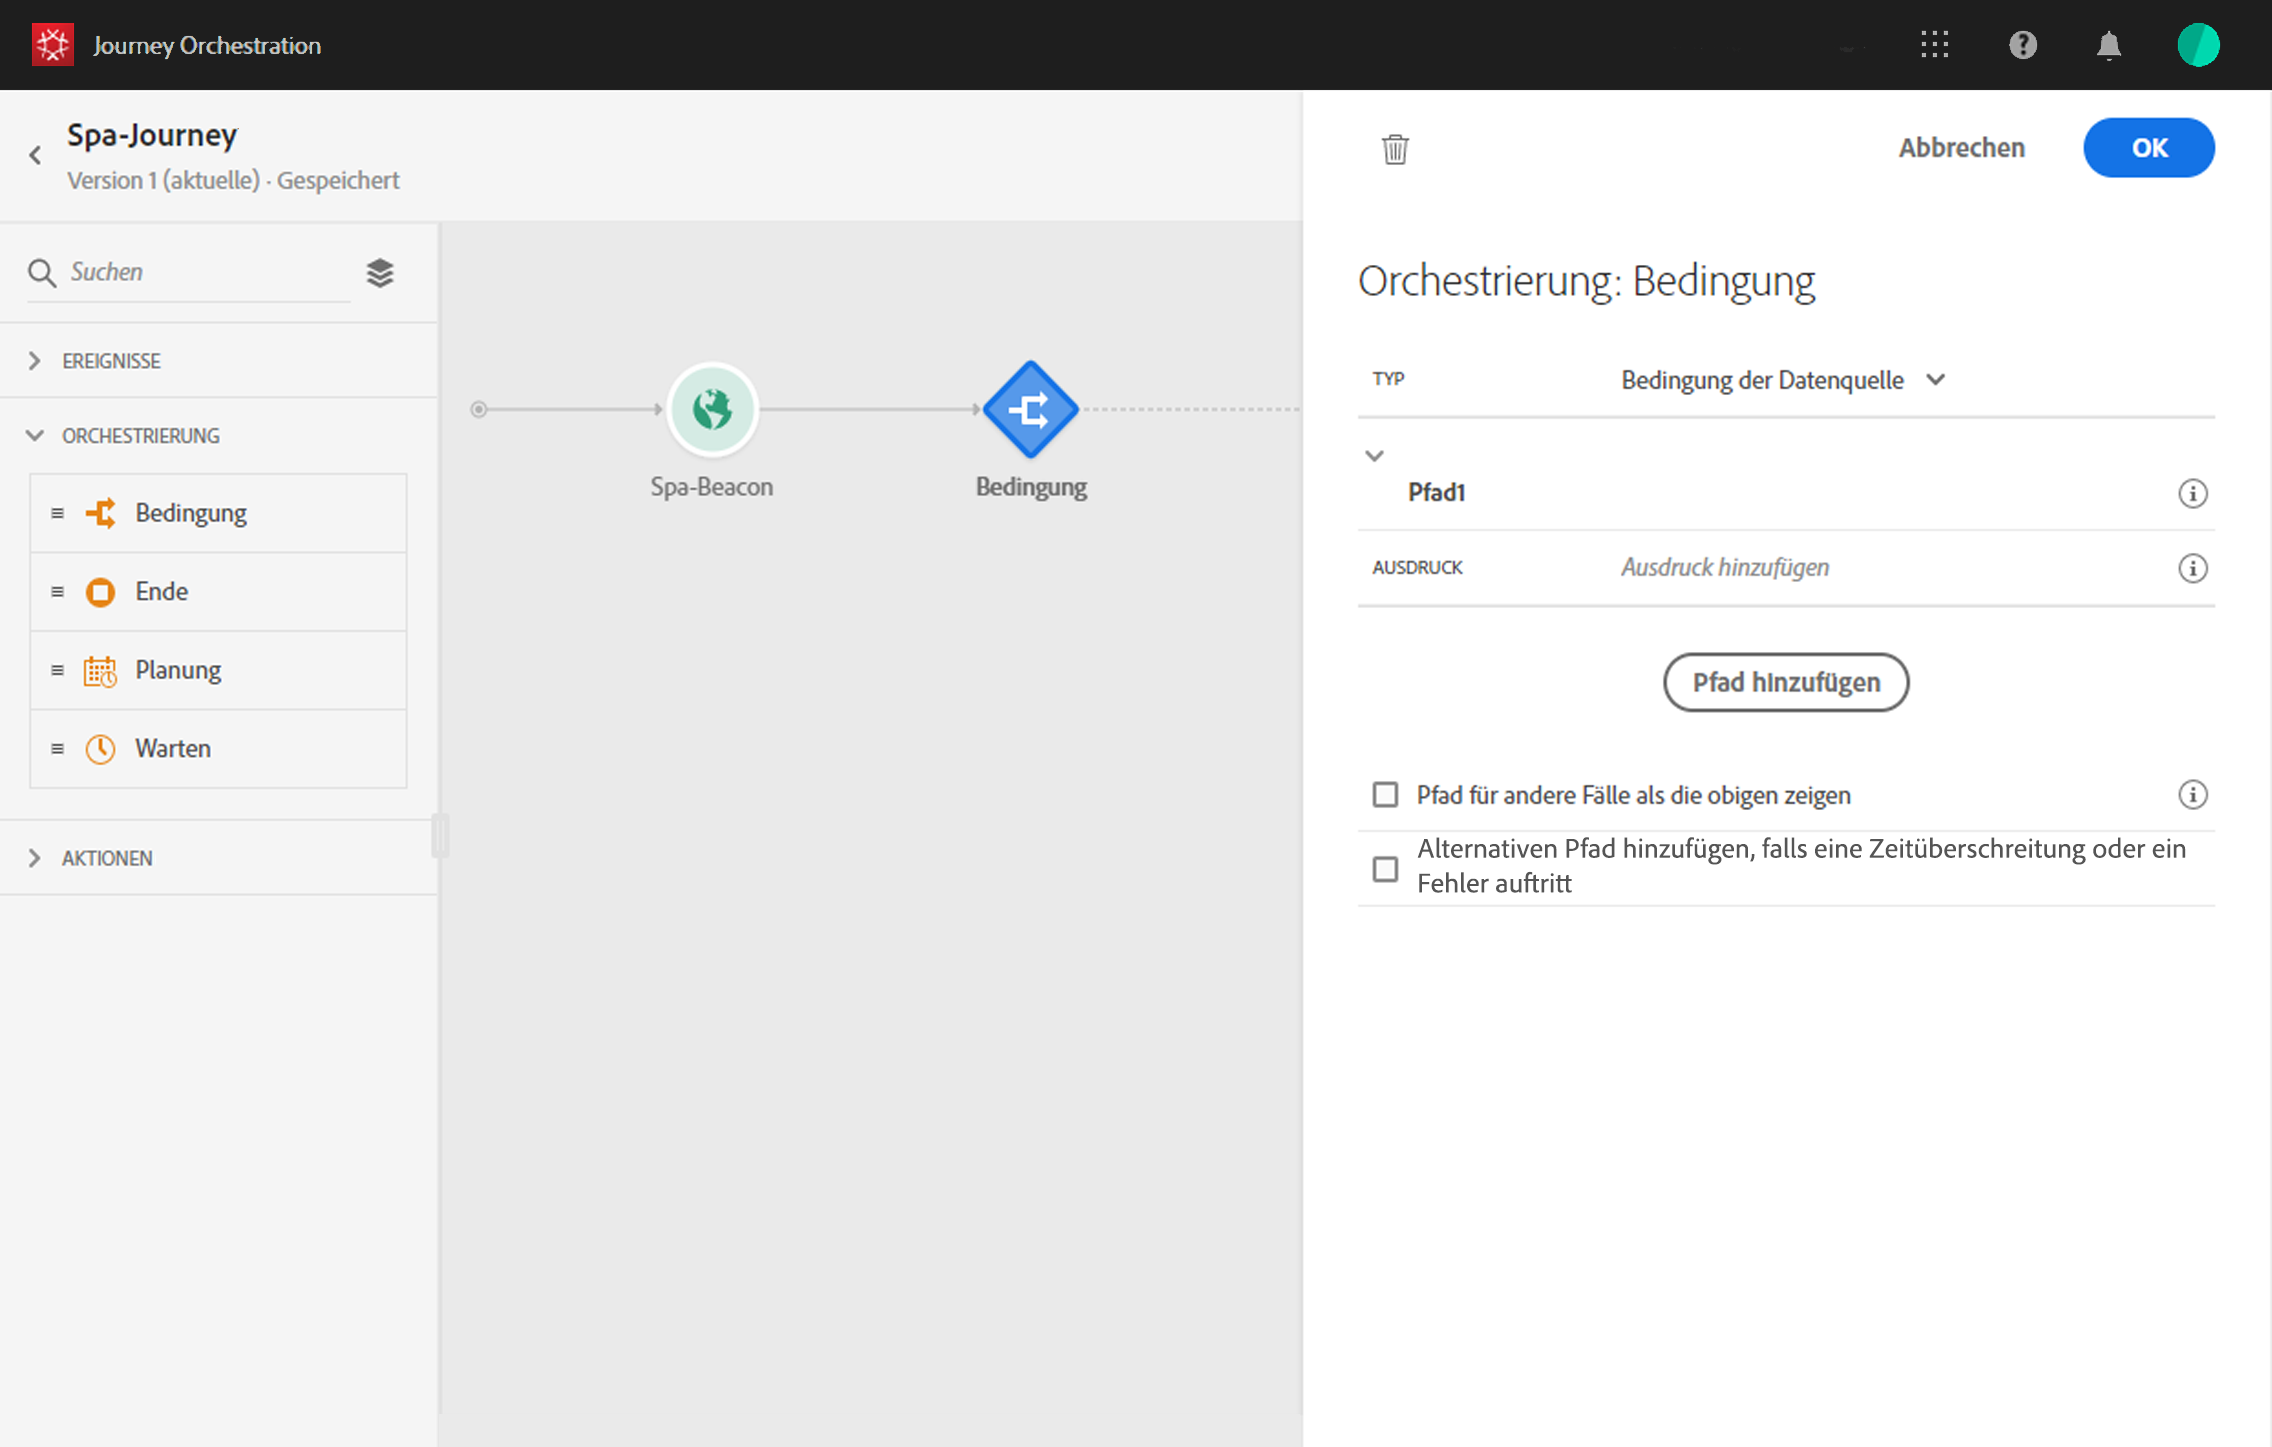 Journey Orchestration
Spa-Journey
Version 1 (aktuelle) · Gespeichert
Abbrechen
OK
Suchen
EREIGNISSE
ORCHESTRIERUNG
Bedingung
Ende
Planung
Warten
AKTIONEN
Spa-Beacon
Bedingung
Orchestrierung: Bedingung
TYP
Bedingung der Datenquelle
Pfad1
AUSDRUCK
Ausdruck hinzufügen
Pfad hinzufügen
Pfad für andere Fälle als die obigen zeigen
Alternativen Pfad hinzufügen, falls eine Zeitüberschreitung oder ein
Fehler auftritt